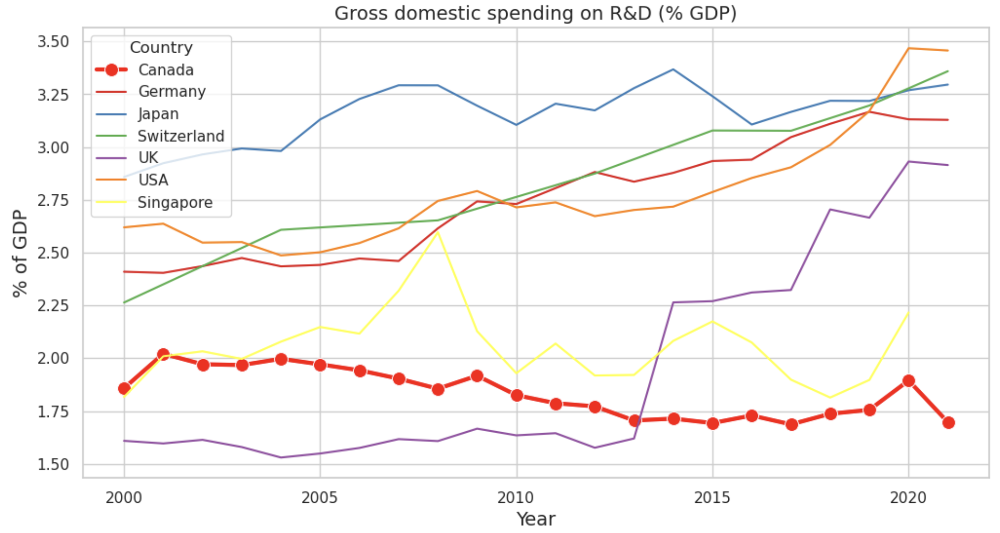 Gross domestic spending on R&D (% GDP)
Country
Canada
Germany
Japan
Switzerland
UK
USA
Singapore
% of GDP
3.50
3.25
3.00
2.75
2.50
2.25
2.00
1.75
1.50
2000 2005 2010 2015 2020
Year